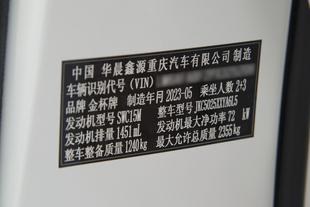 中国 华晨鑫源重庆汽车有限公司 制造
车辆识别代号(VIN)
品牌 金杯牌 制造年月 2023-05 乘坐人数 2+3
发动机型号 SWC15M 整车型号 JKC5025XXYA6L5
发动机排量 1451 mL 发动机最大净功率 72 kW
整车整备质量 1240 kg 最大允许总质量 2355 kg